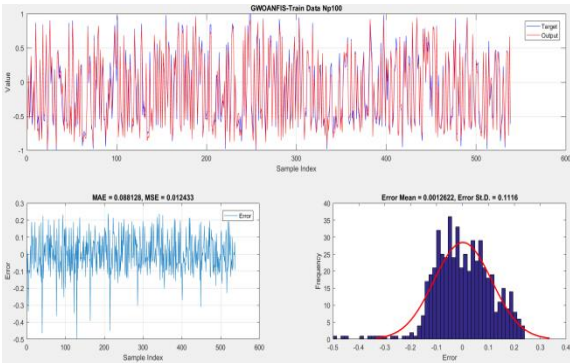 GWOANFIS-Train Data Np100
1
0.5
0
-0.5
-1
Value
Target
Output
0 100 200 300 400 500 600
Sample Index
MAE = 0.088128, MSE = 0.012433
0.3
0.2
0.1
0
-0.1
-0.2
-0.3
-0.4
-0.5
Error
Error
0 100 200 300 400 500 600
Sample Index
Error Mean = 0.0012622, Error St.D. = 0.1116
40
35
30
25
20
15
10
5
0
Frequency
-0.5 -0.4 -0.3 -0.2 -0.1 0 0.1 0.2 0.3 0.4
Error